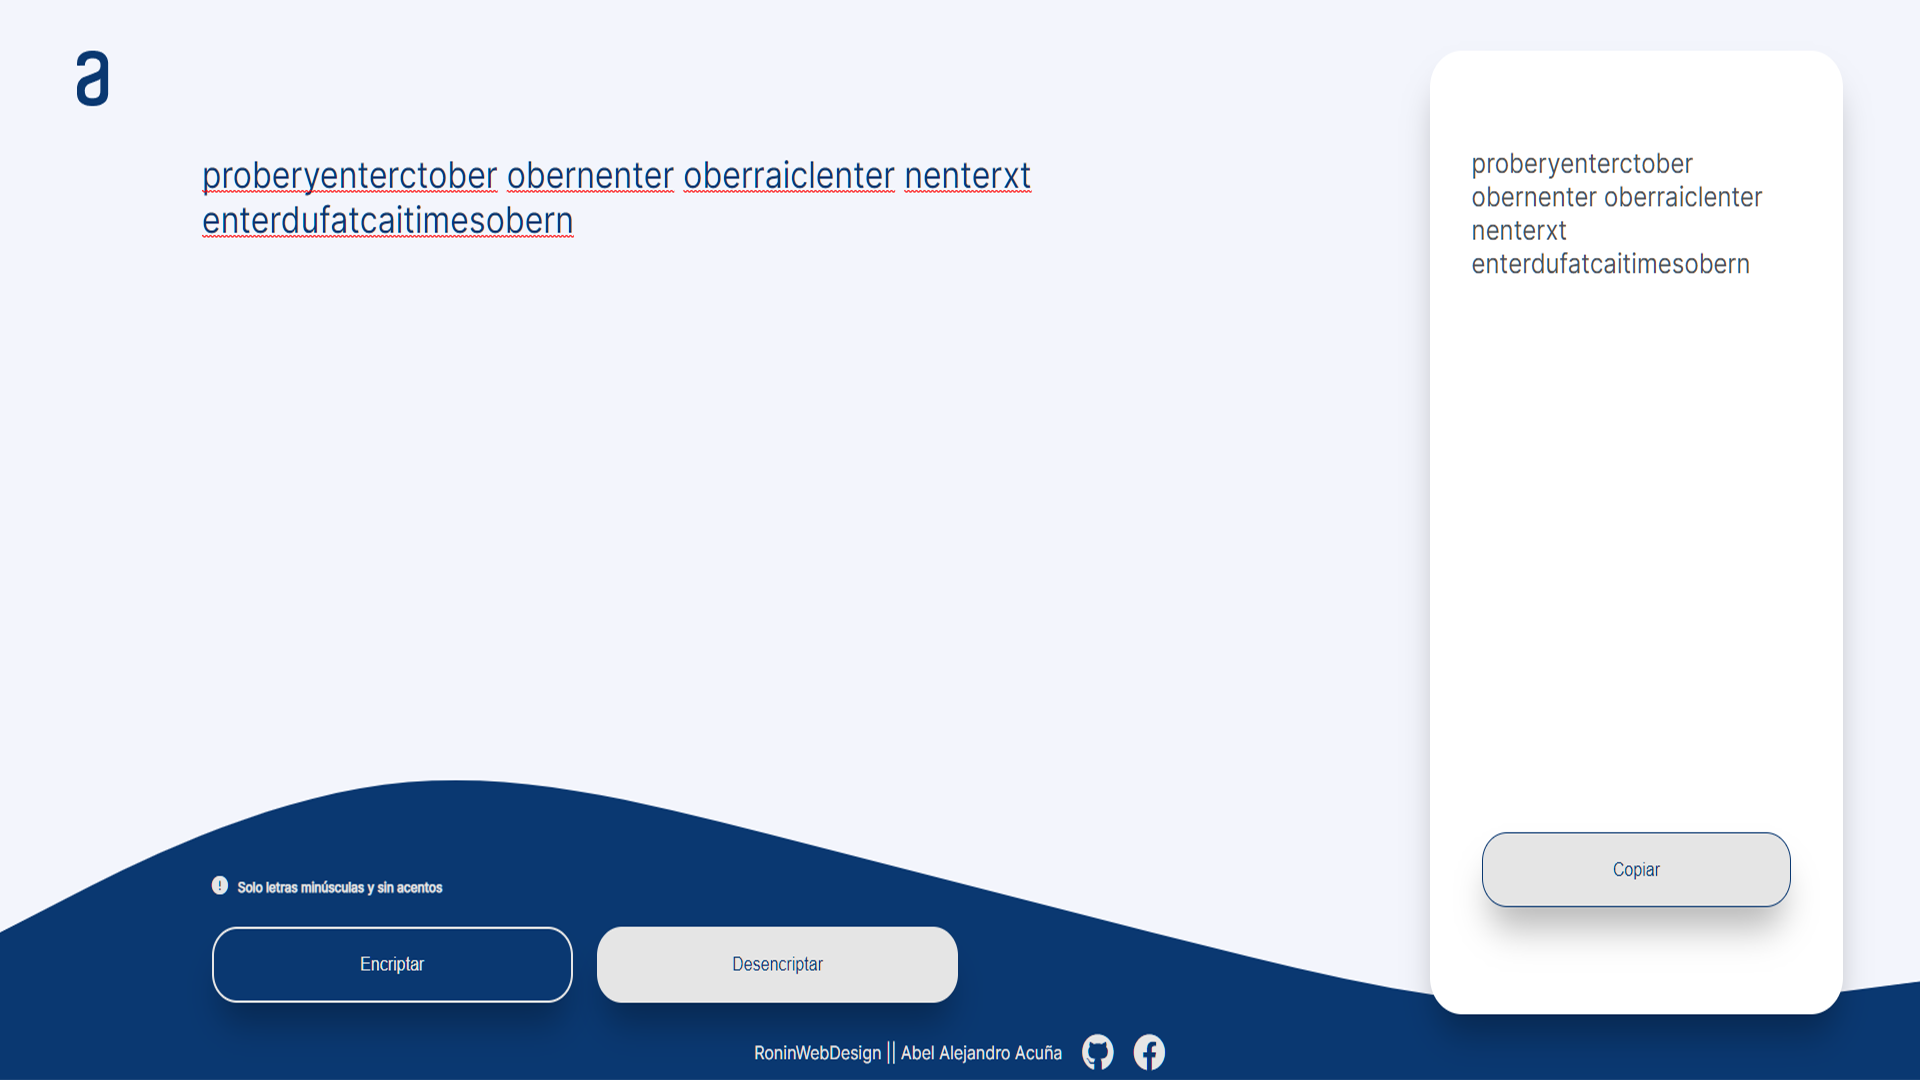 a
proberyenterctober obernenter oberraiclenter nenterxt
enterdufatcaitimesobern
proberyenterctober
obernenter oberraiclenter
nenterxt
enterdufatcaitimesobern
Copiar
Solo letras minúsculas y sin acentos
Encriptar
Desencriptar
RoninWebDesign || Abel Alejandro Acuña